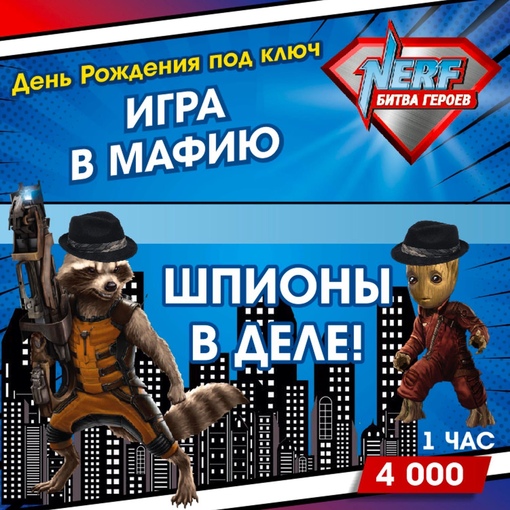 День Рождения под ключ
ИГРА
В МАФИЮ
NERF
БИТВА ГЕРОЕВ
ШПИОНЫ
В ДЕЛЕ!
1 ЧАС
4 000